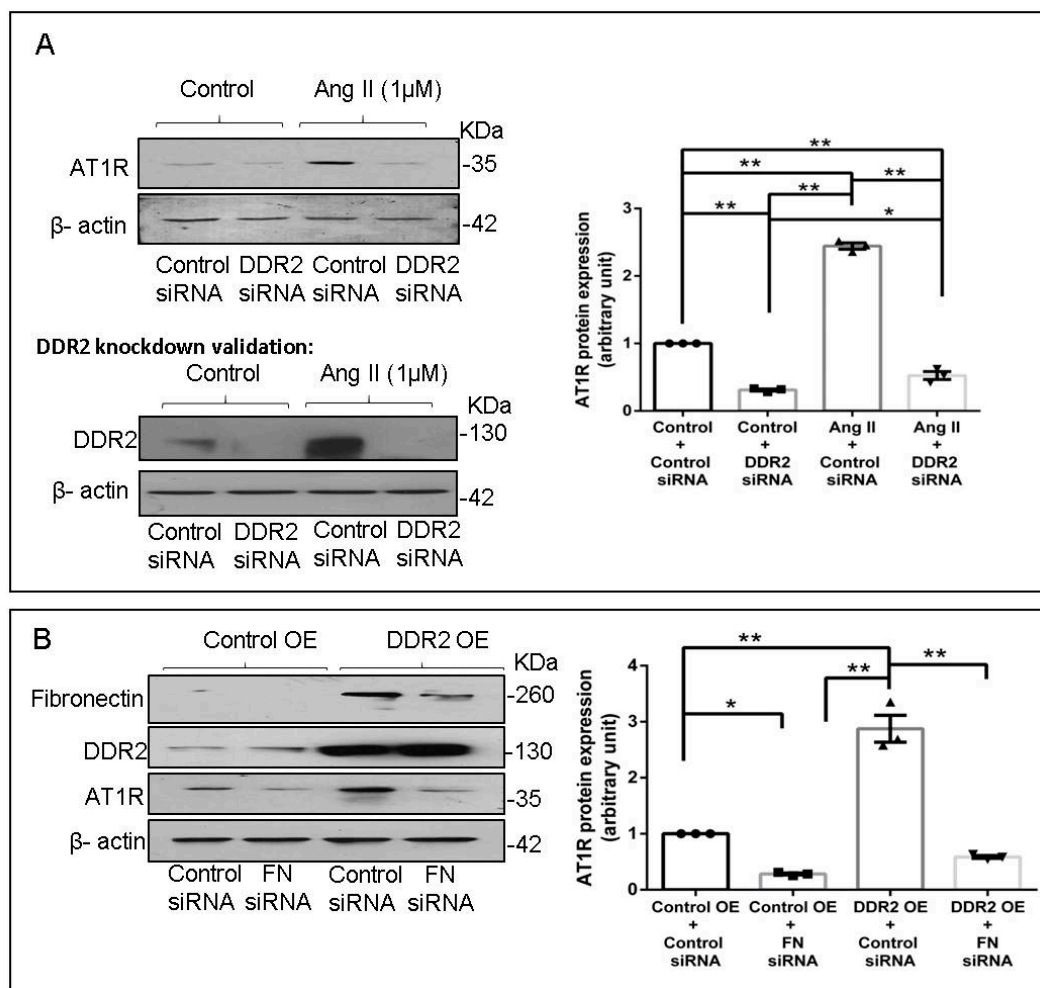 A
Control Ang II (1µM)
KDa
AT1R -35
β- actin -42
Control DDR2 Control DDR2
siRNA siRNA siRNA siRNA
DDR2 knockdown validation:
Control Ang II (1µM)
KDa
DDR2 -130
β- actin -42
Control DDR2 Control DDR2
siRNA siRNA siRNA siRNA
AT1R protein expression
(arbitrary unit)
**
** **
** ** *
3
2
1
0
Control Control Ang II Ang II
+ + + +
Control DDR2 Control DDR2
siRNA siRNA siRNA siRNA
B
Control OE DDR2 OE
KDa
Fibronectin -260
DDR2 -130
AT1R -35
β- actin -42
Control FN Control FN
siRNA siRNA siRNA siRNA
AT1R protein expression
(arbitrary unit)
**
** **
*
4
3
2
1
0
Control OE Control OE DDR2 OE DDR2 OE
+ + + +
Control FN Control FN
siRNA siRNA siRNA siRNA